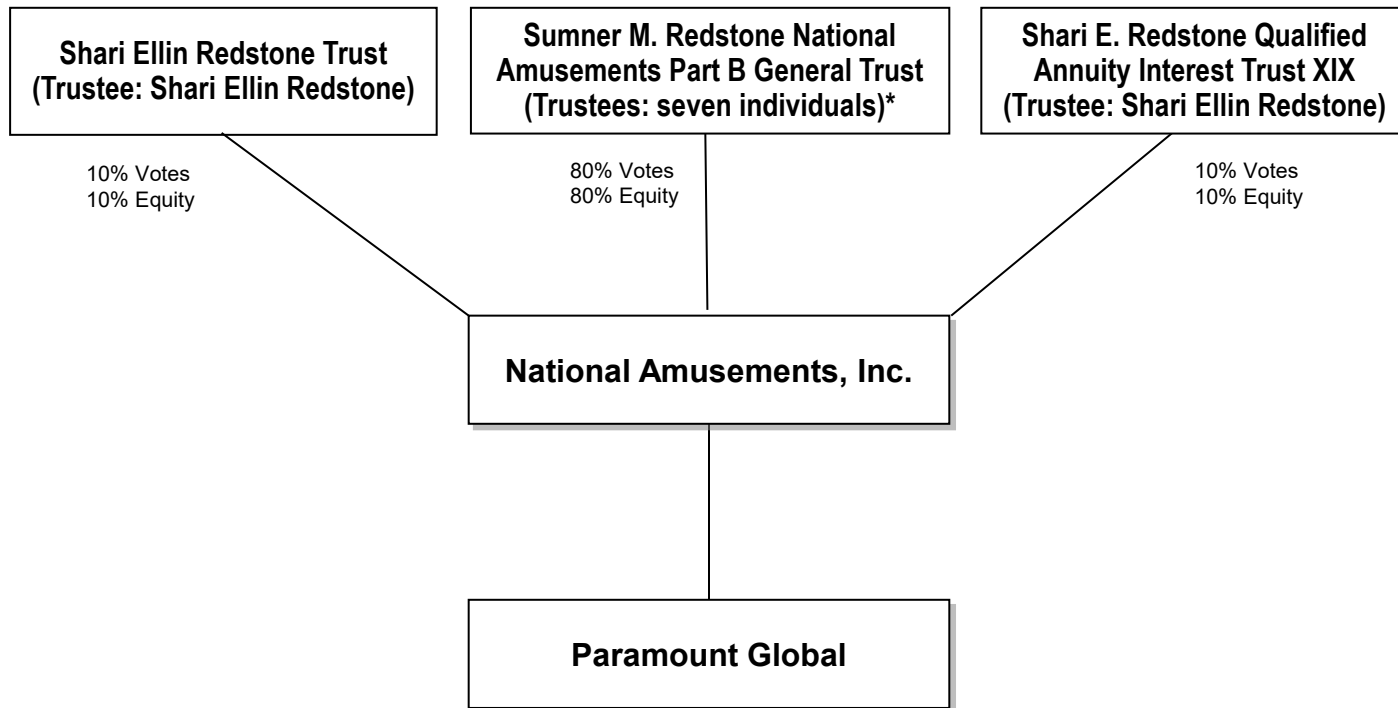 Shari Ellin Redstone Trust
(Trustee: Shari Ellin Redstone)
Sumner M. Redstone National
Amusements Part B General Trust
(Trustees: seven individuals)*
Shari E. Redstone Qualified
Annuity Interest Trust XIX
(Trustee: Shari Ellin Redstone)
10% Votes
10% Equity
80% Votes
80% Equity
10% Votes
10% Equity
National Amusements, Inc.
Paramount Global